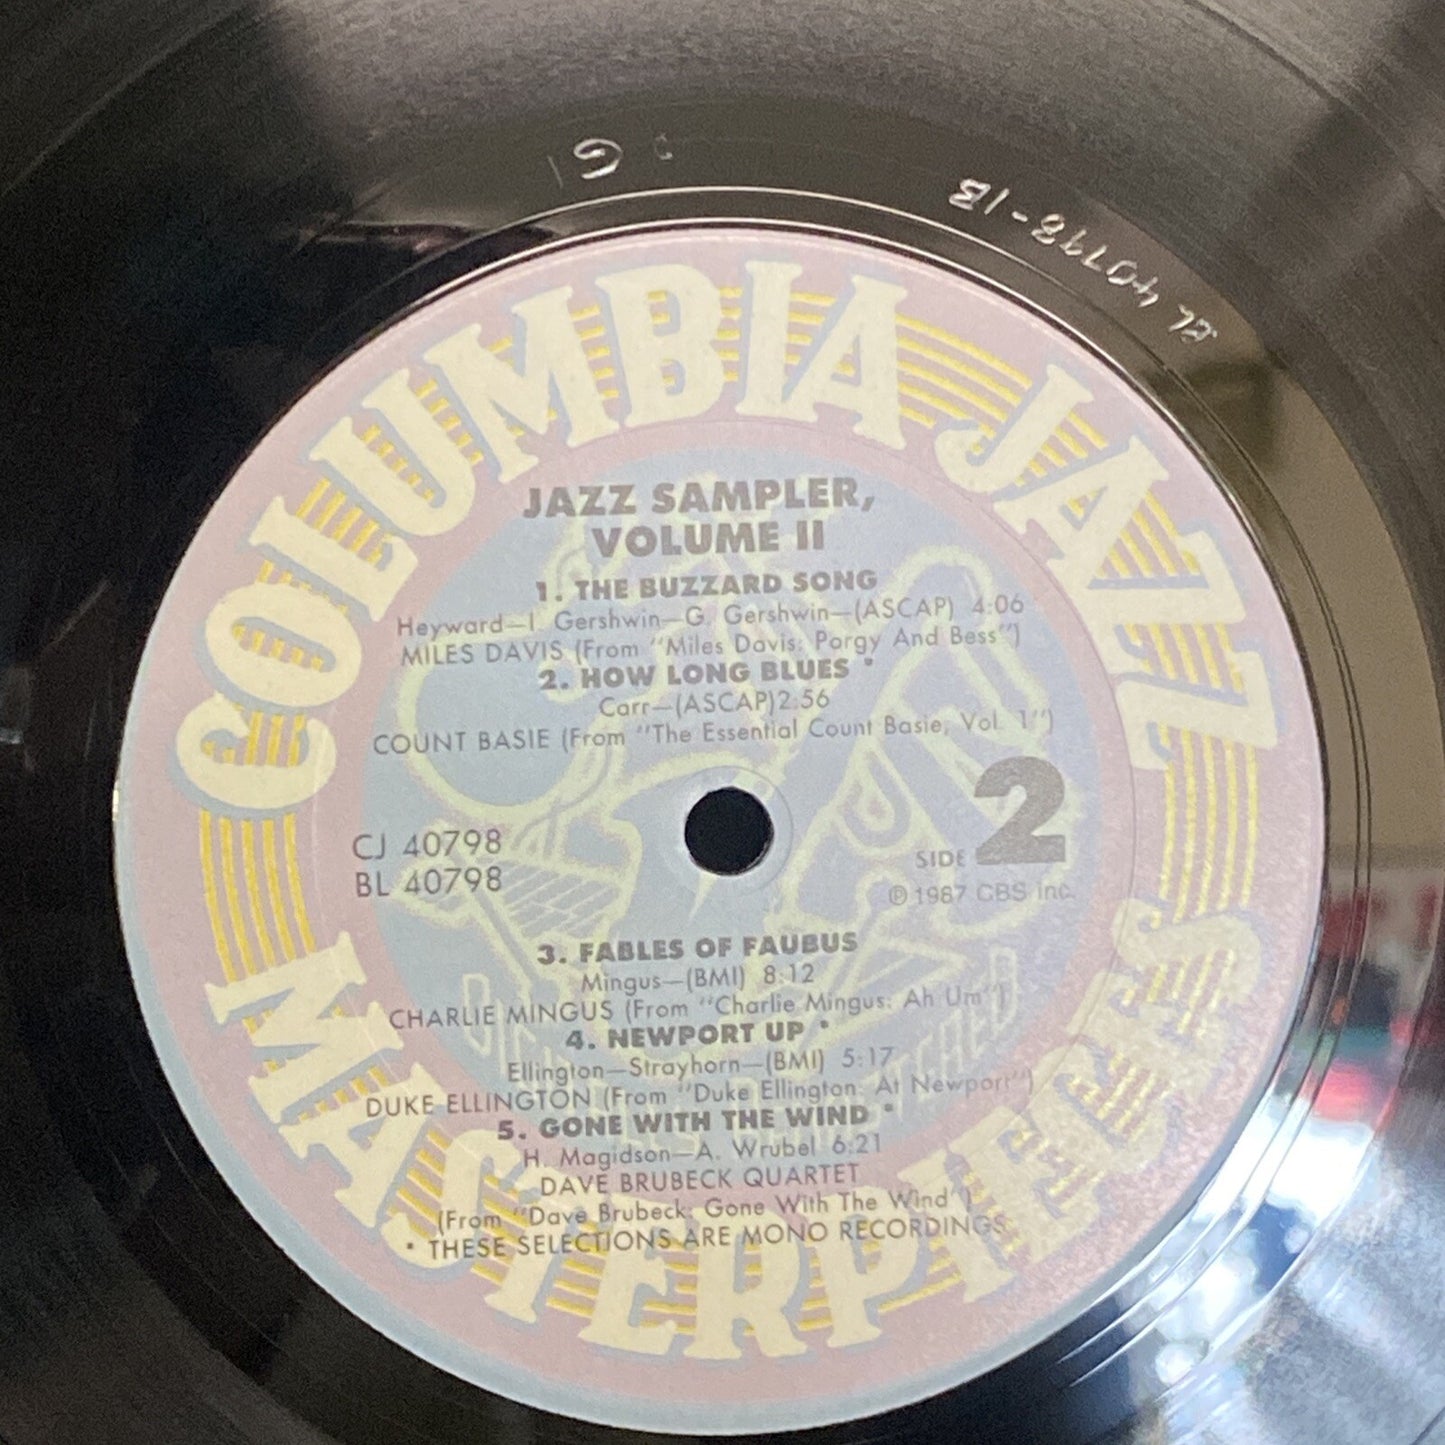 G
BL 40798-1B
COLUMBIA JAZZ
MASTERPIECES
JAZZ SAMPLER,
VOLUME II
1. THE BUZZARD SONG
Heyward—I. Gershwin—G. Gershwin—(ASCAP) 4:06
MILES DAVIS (From "Miles Davis: Porgy And Bess")
2. HOW LONG BLUES *
Carr—(ASCAP)2:56
COUNT BASIE (From "The Essential Count Basie, Vol. 1")
CJ 40798
BL 40798
SIDE 2
© 1987 CBS Inc.
3. FABLES OF FAUBUS
Mingus—(BMI) 8:12
CHARLIE MINGUS (From "Charlie Mingus: Ah Um")
4. NEWPORT UP *
Ellington—Strayhorn—(BMI) 5:17
DUKE ELLINGTON (From "Duke Ellington: At Newport")
5. GONE WITH THE WIND *
H. Magidson—A. Wrubel 6:21
DAVE BRUBECK QUARTET
(From "Dave Brubeck: Gone With The Wind')
* THESE SELECTIONS ARE MONO RECORDINGS